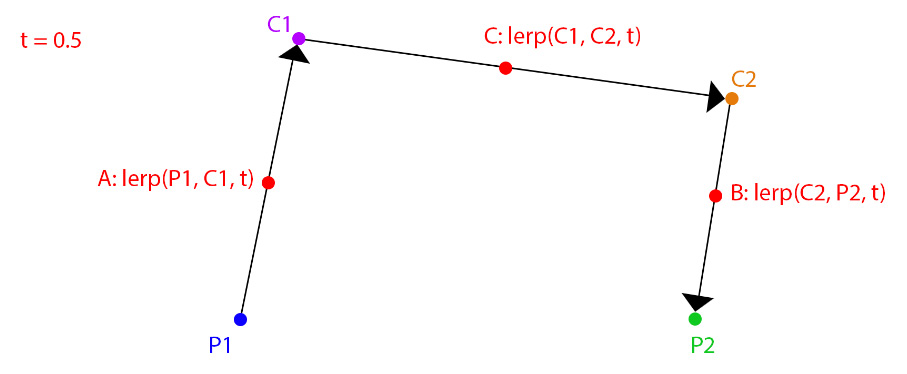 C1
t = 0.5
C: lerp(C1, C2, t)
C2
A: lerp(P1, C1, t)
B: lerp(C2, P2, t)
P1
P2